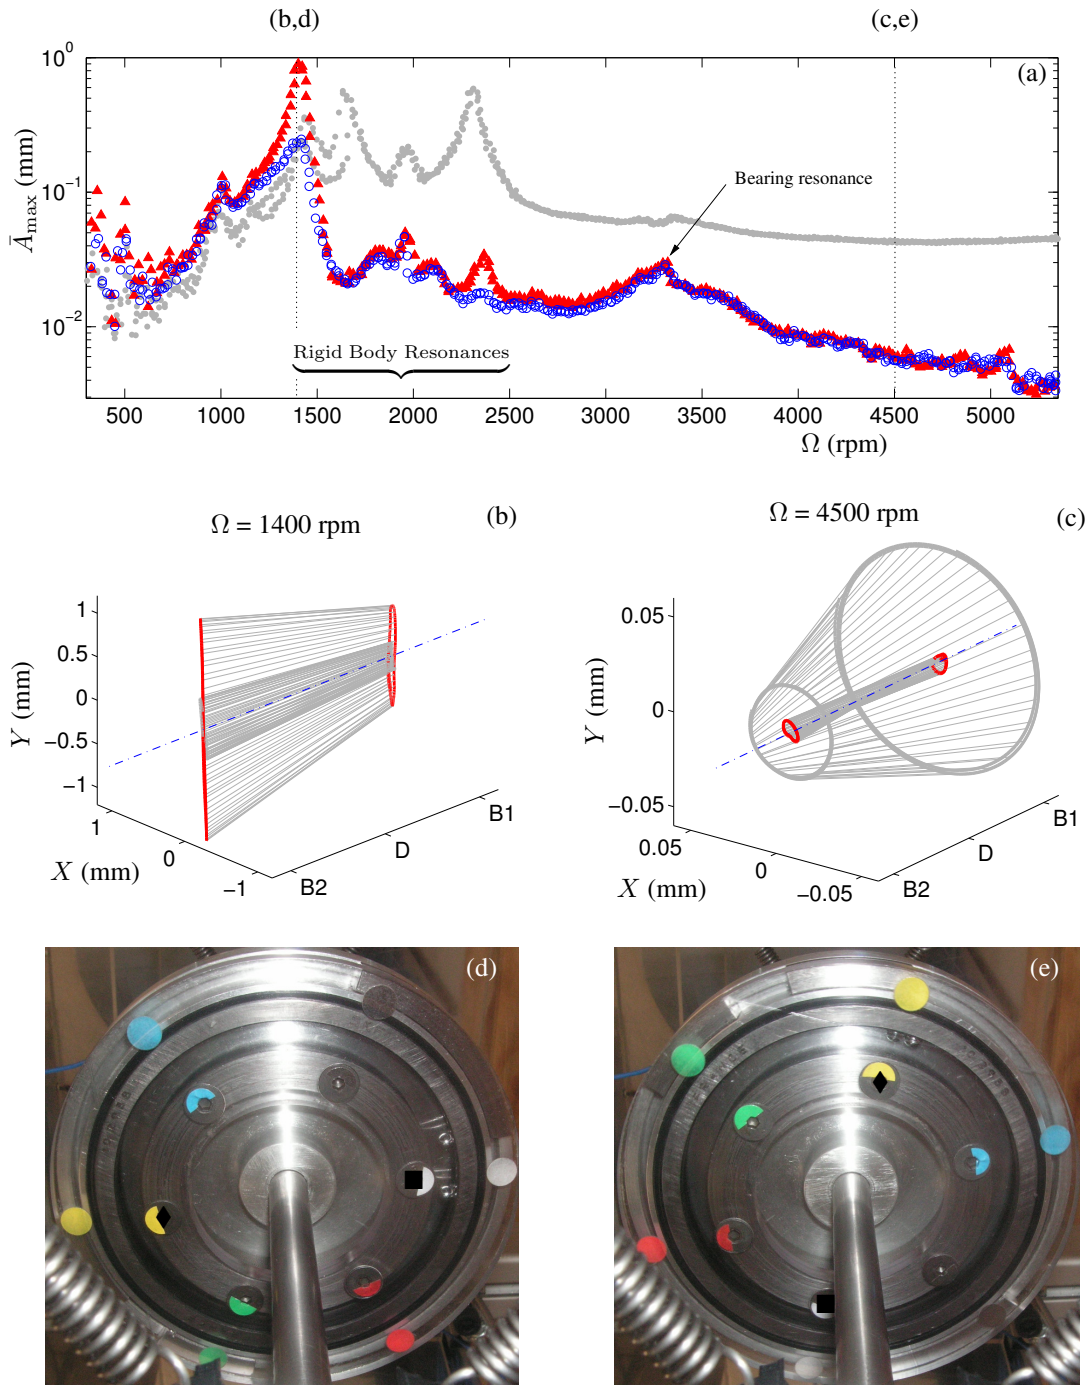 (b,d) (c,e)
(a)
10^0
10^-1
10^-2
Ā_max (mm)
Bearing resonance
Rigid Body Resonances
500 1000 1500 2000 2500 3000 3500 4000 4500 5000
Ω (rpm)
Ω = 1400 rpm (b)
1
0.5
0
−0.5
−1
Y (mm)
1
0
−1
X (mm)
B2
D
B1
Ω = 4500 rpm (c)
0.05
0
−0.05
Y (mm)
0.05
0
−0.05
X (mm)
B2
D
B1
(d)
(e)